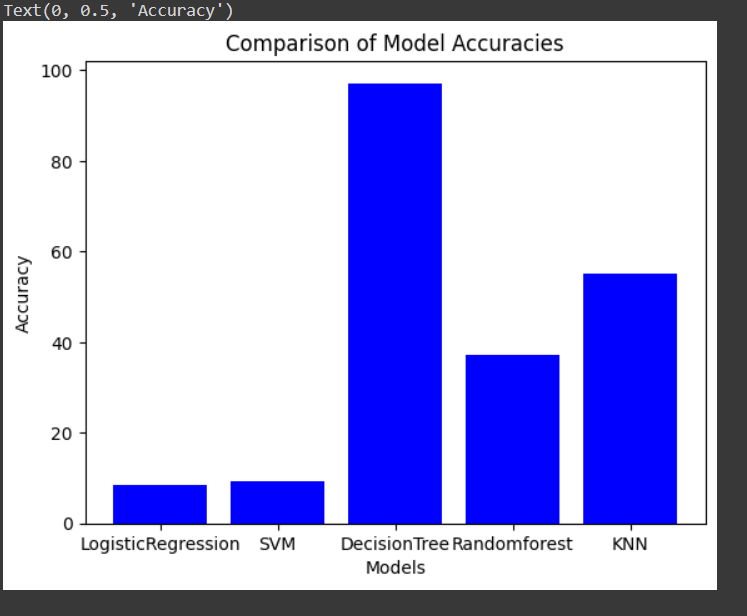 Text(0, 0.5, 'Accuracy')
Comparison of Model Accuracies
100
80
60
40
20
0
Accuracy
LogisticRegression SVM DecisionTree Randomforest KNN
Models